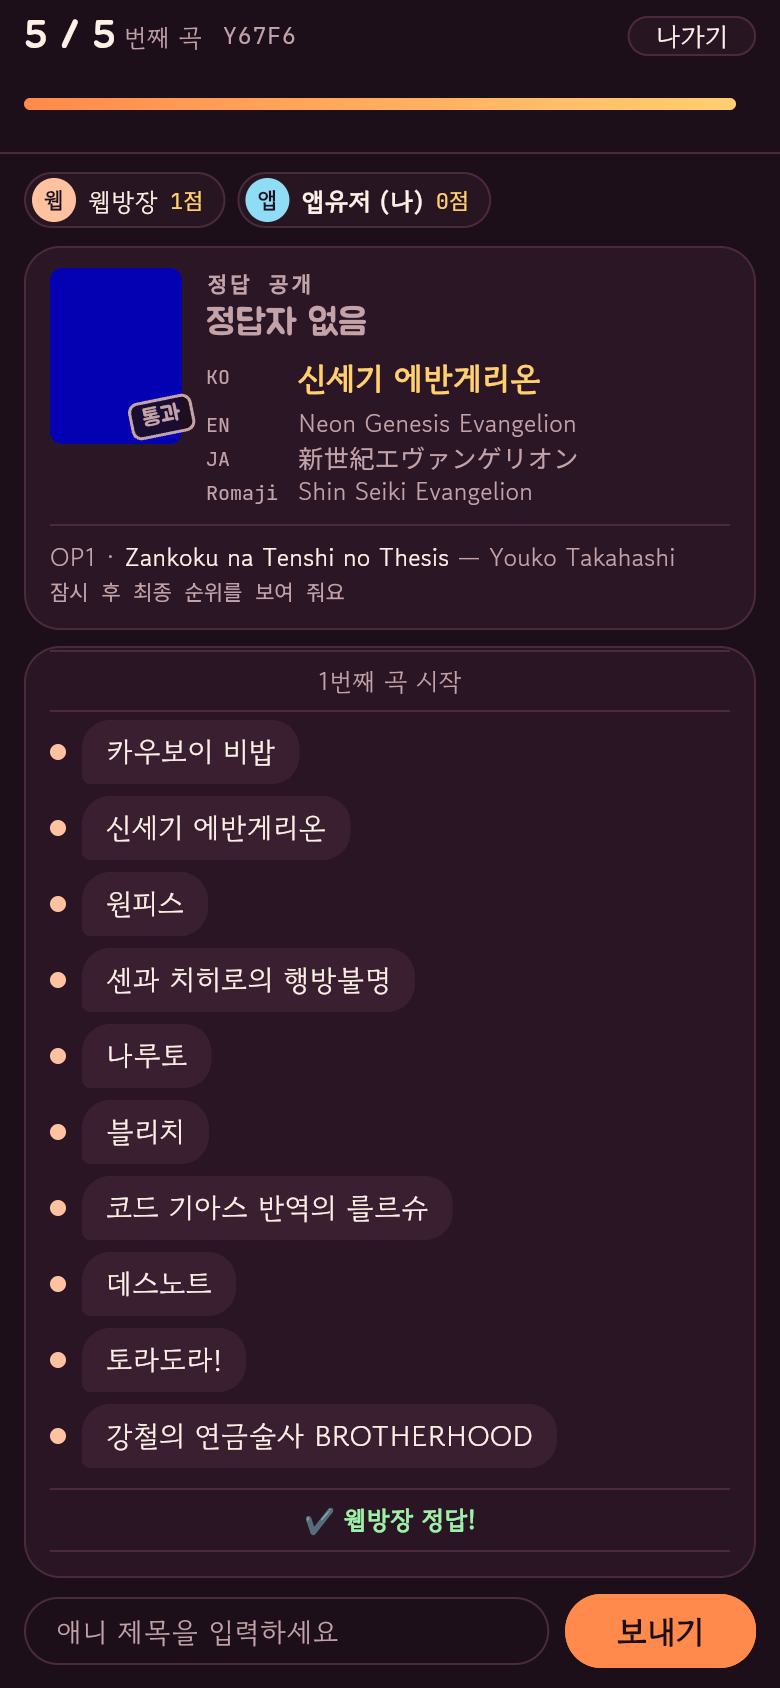 5 / 5 번째 곡 Y67F6 나가기
웹 웹방장 1점 앱 앱유저 (나) 0점
정답 공개
정답자 없음
통과
KO 신세기 에반게리온
EN Neon Genesis Evangelion
JA 新世紀エヴァンゲリオン
Romaji Shin Seiki Evangelion
OP1 · Zankoku na Tenshi no Thesis — Youko Takahashi
잠시 후 최종 순위를 보여 줘요
1번째 곡 시작
카우보이 비밥
신세기 에반게리온
원피스
센과 치히로의 행방불명
나루토
블리치
코드 기아스 반역의 를르슈
데스노트
토라도라!
강철의 연금술사 BROTHERHOOD
✔ 웹방장 정답!
애니 제목을 입력하세요 보내기